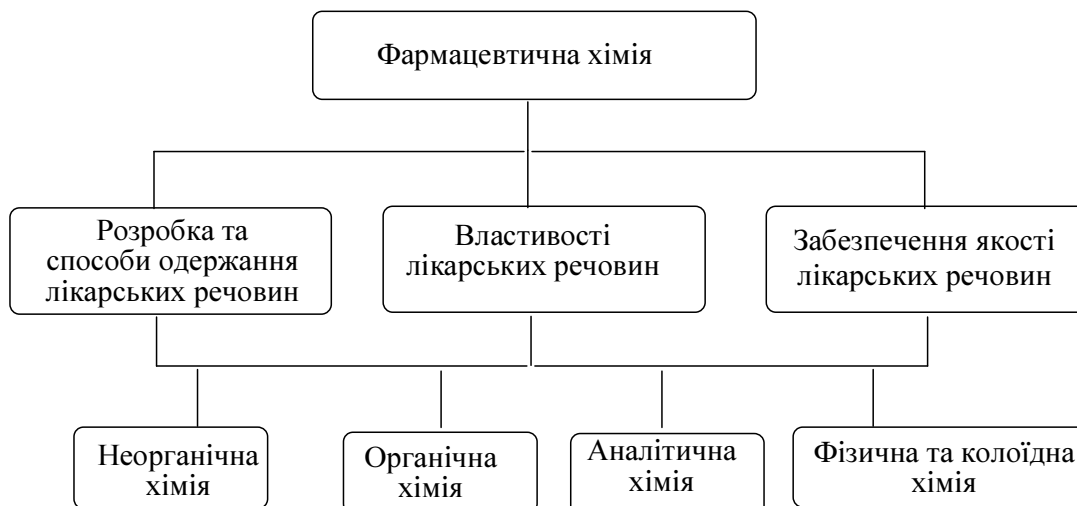 Фармацевтична хімія
Розробка та
способи одержання
лікарських речовин
Властивості
лікарських речовин
Забезпечення якості
лікарських речовин
Неорганічна
хімія
Органічна
хімія
Аналітична
хімія
Фізична та колоїдна
хімія